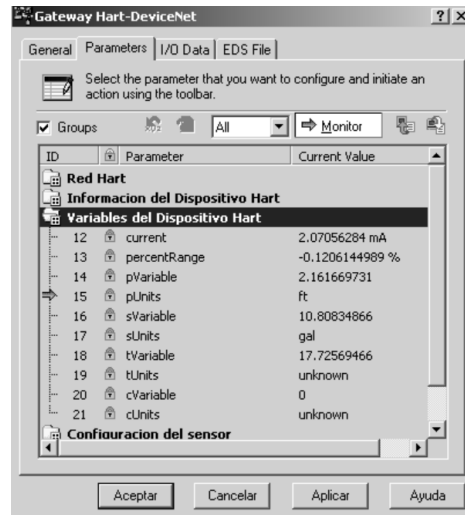 Gateway Hart-DeviceNet
General Parameters I/O Data EDS File
Select the parameter that you want to configure and initiate an
action using the toolbar.
Groups All Monitor
ID Parameter Current Value
Red Hart
Informacion del Dispositivo Hart
Variables del Dispositivo Hart
12 current 2.07056284 mA
13 percentRange -0.1206144989 %
14 pVariable 2.161669731
15 pUnits ft
16 sVariable 10.80834866
17 sUnits gal
18 tVariable 17.72569466
19 tUnits unknown
20 cVariable 0
21 cUnits unknown
Configuracion del sensor
Aceptar Cancelar Aplicar Ayuda